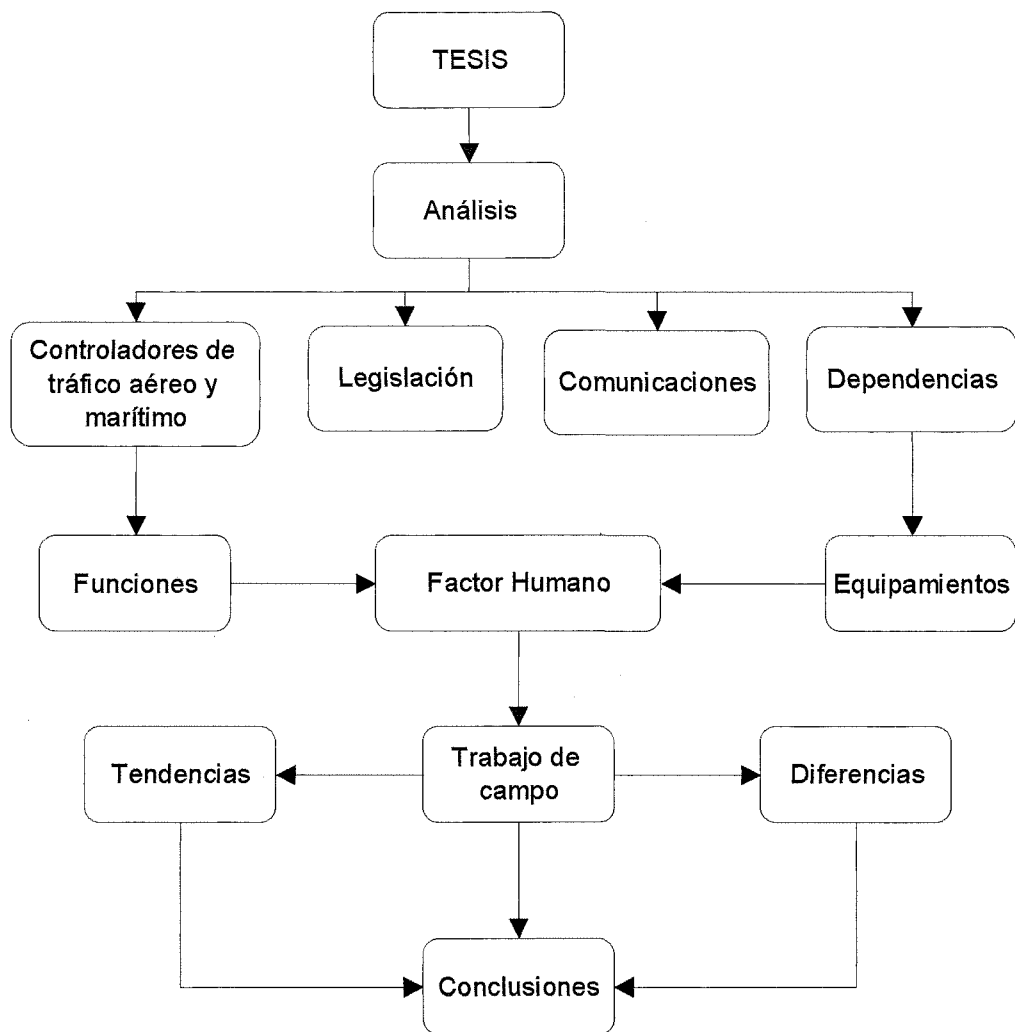 TESIS
Análisis
Controladores de
tráfico aéreo y
marítimo
Legislación
Comunicaciones
Dependencias
Funciones
Factor Humano
Equipamientos
Tendencias
Trabajo de
campo
Diferencias
Conclusiones